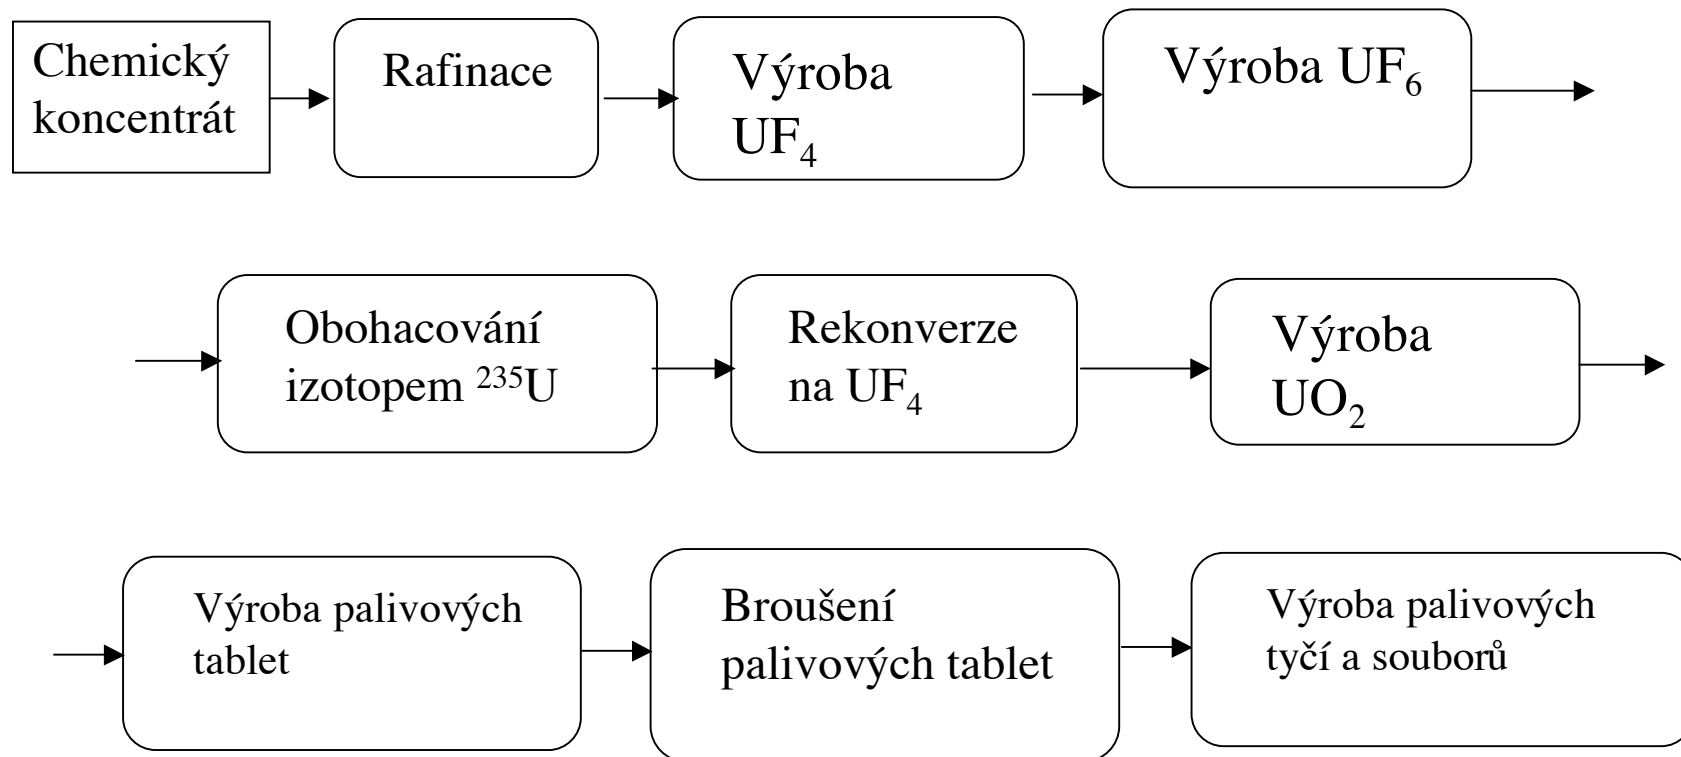 Chemický
koncentrát
Rafinace
Výroba
UF₄
Výroba UF₆
Obohacování
izotopem ²³⁵U
Rekonverze
na UF₄
Výroba
UO₂
Výroba palivových
tablet
Broušení
palivových tablet
Výroba palivových
tyčí a souborů